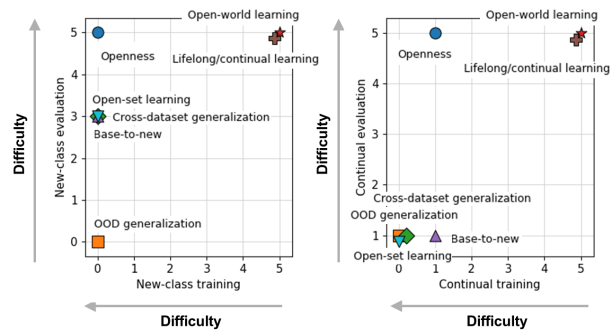 Open-world learning
5
Openness
Lifelong/continual learning
4
Open-set learning
3
Cross-dataset generalization
Base-to-new
2
1
OOD generalization
0
0
1
2
3
4
5
New-class training
New-class evaluation
Difficulty
Difficulty
Open-world learning
5
Openness
Lifelong/continual learning
4
3
2
Cross-dataset generalization
OOD generalization
1
Base-to-new
Open-set learning
0
1
2
3
4
5
Continual training
Continual evaluation
Difficulty
Difficulty